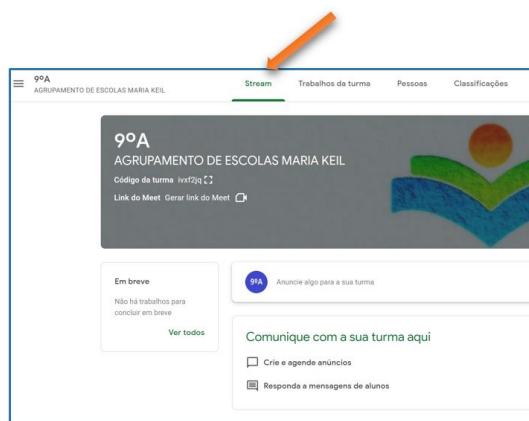 9ºA
AGRUPAMENTO DE ESCOLAS MARIA KEIL
Stream Trabalhos da turma Pessoas Classificações
9ºA
AGRUPAMENTO DE ESCOLAS MARIA KEIL
Código da turma ivxf2jq
Link do Meet Gerar link do Meet
Em breve
Não há trabalhos para
concluir em breve
Ver todos
9ºA Anuncie algo para a sua turma
Comunique com a sua turma aqui
Crie e agende anúncios
Responda a mensagens de alunos